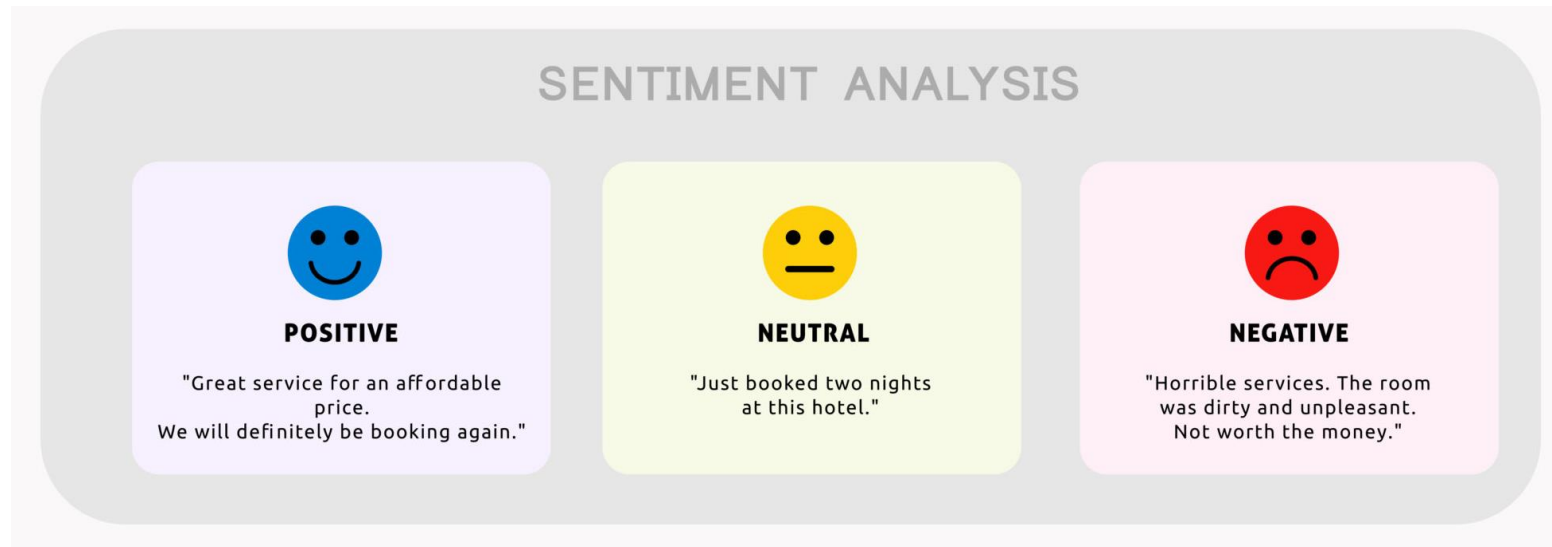 SENTIMENT ANALYSIS
POSITIVE
"Great service for an affordable
price.
We will definitely be booking again."
NEUTRAL
"Just booked two nights
at this hotel."
NEGATIVE
"Horrible services. The room
was dirty and unpleasant.
Not worth the money."